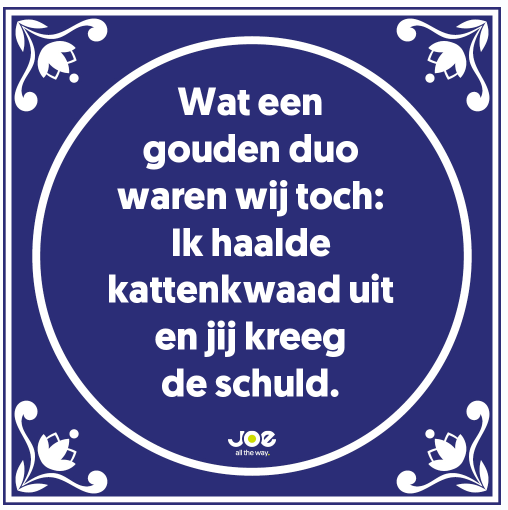 Wat een
gouden duo
waren wij toch:
Ik haalde
kattenkwaad uit
en jij kreeg
de schuld.
JOE
all the way.